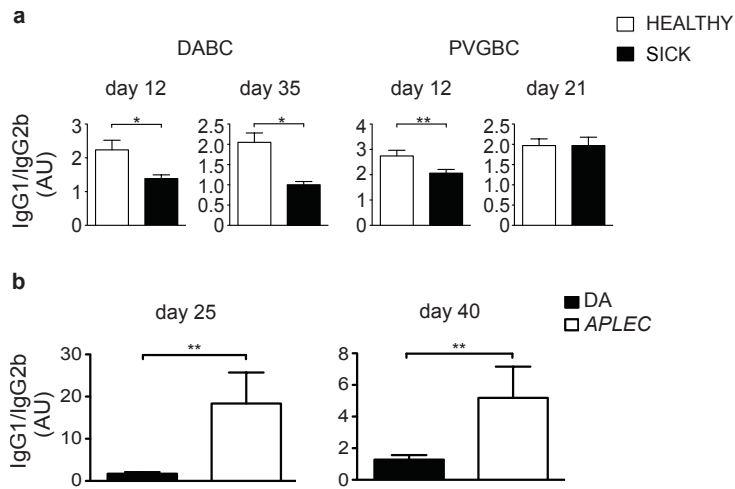 a
HEALTHY
SICK
DABC
PVGBC
day 12
day 35
day 12
day 21
IgG1/IgG2b
(AU)
3
2
1
0
*
2.5
2.0
1.5
1.0
0.5
0
*
4
3
2
1
0
**
2.5
2.0
1.5
1.0
0.5
0
b
DA
APLEC
day 25
day 40
IgG1/IgG2b
(AU)
30
20
10
0
**
8
6
4
2
0
**